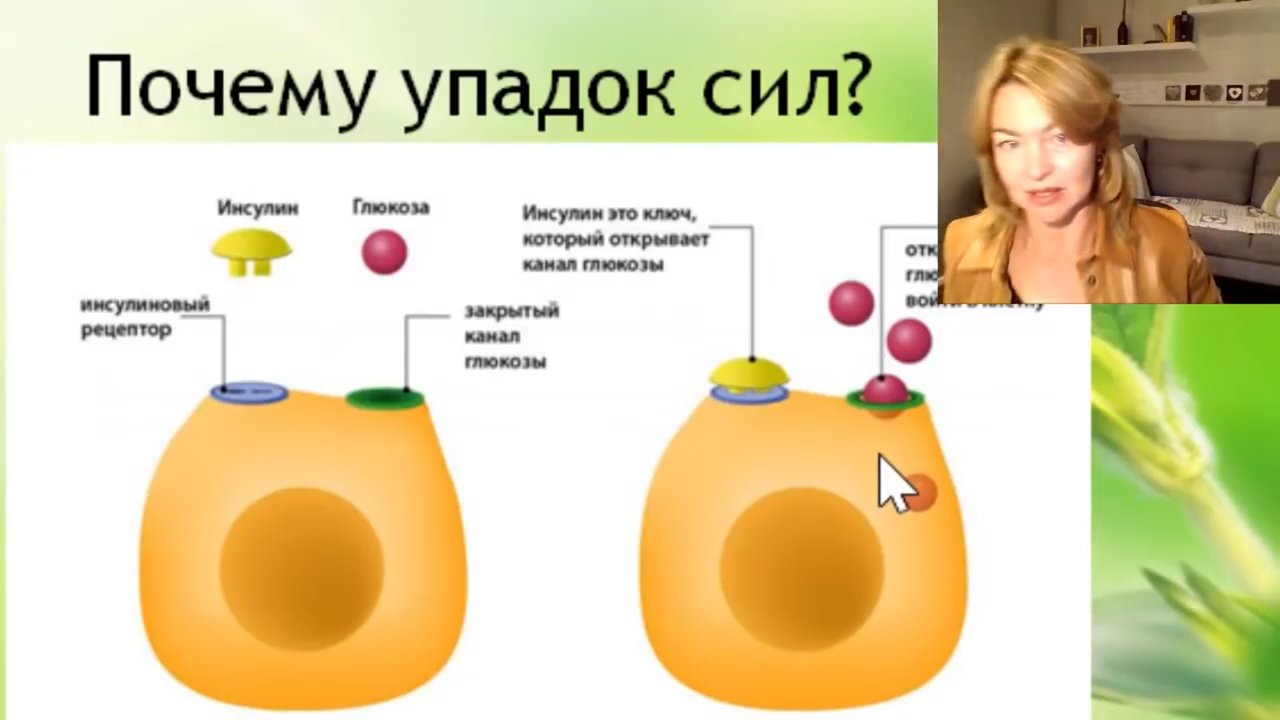 Почему упадок сил?
Инсулин
Глюкоза
инсулиновый
рецептор
закрытый
канал
глюкозы
Инсулин это ключ,
который открывает
канал глюкозы